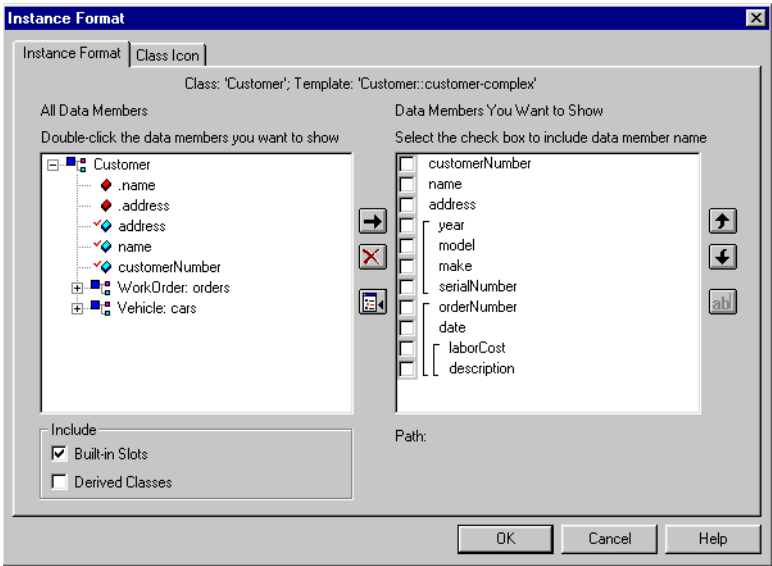 Instance Format
Instance Format
Class Icon
Class: 'Customer'; Template: 'Customer::customer-complex'
All Data Members
Data Members You Want to Show
Double-click the data members you want to show
Select the check box to include data member name
Customer
.name
.address
address
name
customerNumber
WorkOrder: orders
Vehicle: cars
customerNumber
name
address
year
model
make
serialNumber
orderNumber
date
laborCost
description
ab
Include
Built-in Slots
Derived Classes
Path:
OK
Cancel
Help